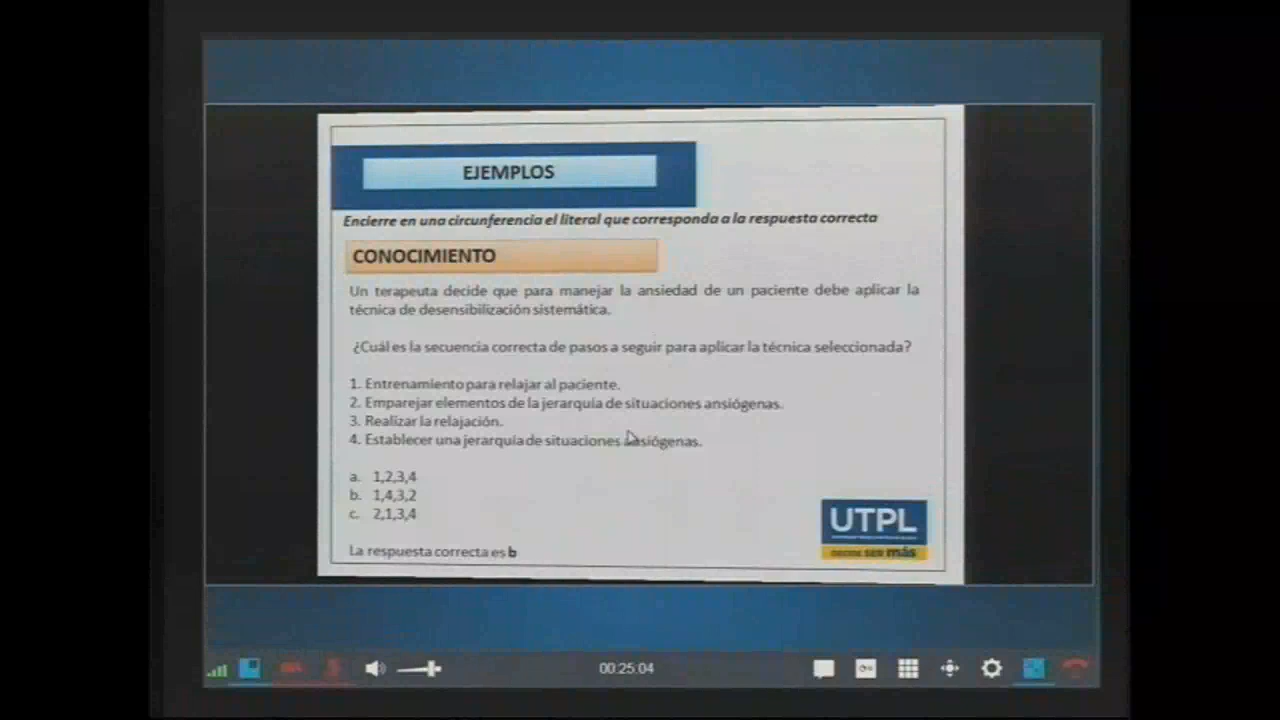 EJEMPLOS
Encierre en una circunferencia el literal que corresponda a la respuesta correcta
CONOCIMIENTO
Un terapeuta decide que para manejar la ansiedad de un paciente debe aplicar la
técnica de desensibilización sistemática.
¿Cuál es la secuencia correcta de pasos a seguir para aplicar la técnica seleccionada?
1. Entrenamiento para relajar al paciente.
2. Emparejar elementos de la jerarquía de situaciones ansiógenas.
3. Realizar la relajación.
4. Establecer una jerarquía de situaciones ansiógenas.
a. 1,2,3,4
b. 1,4,3,2
c. 2,1,3,4
La respuesta correcta es b
UTPL
SER más
00:25:04